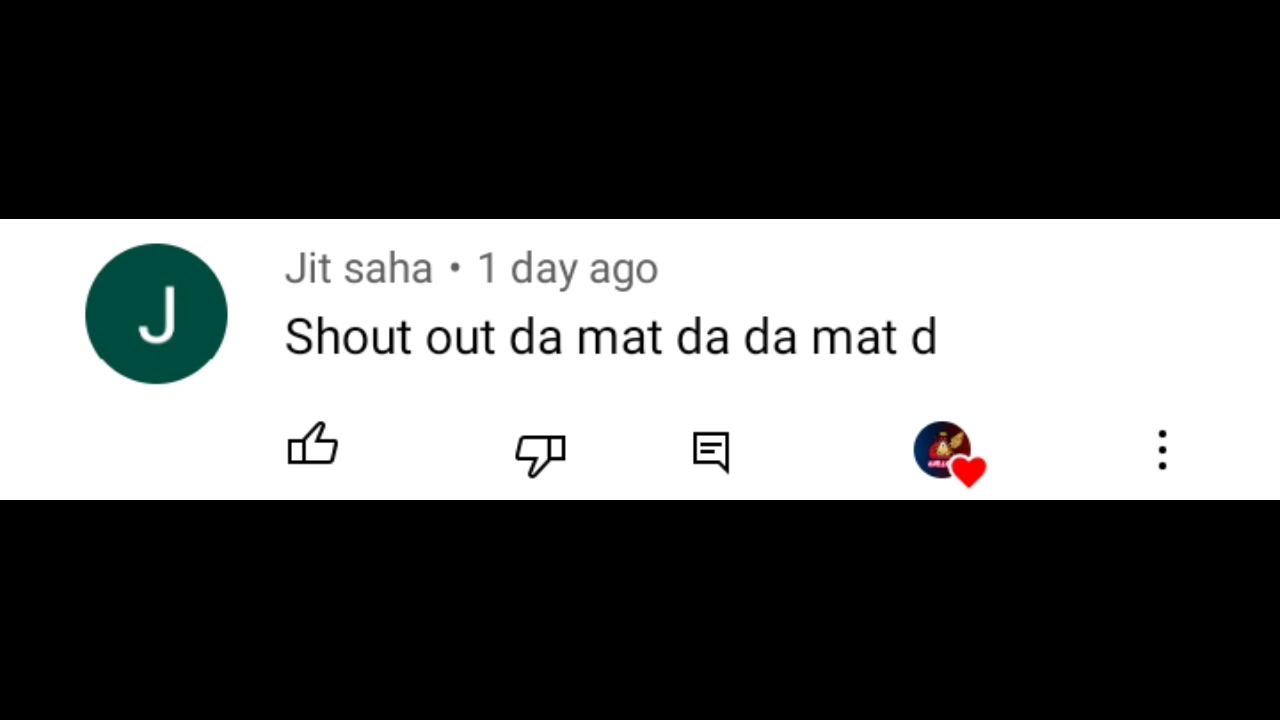 Jit saha • 1 day ago
Shout out da mat da da mat d
J